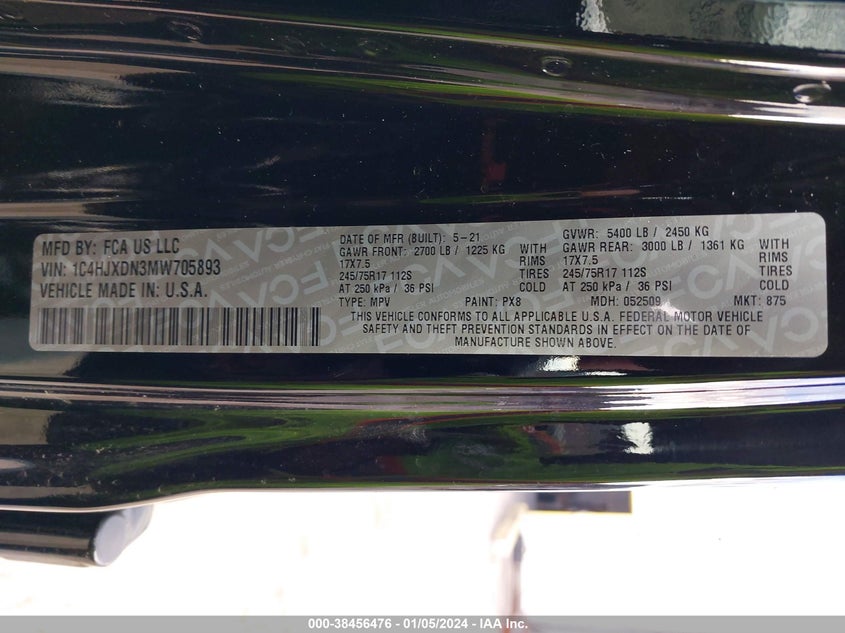 MFD BY: FCA US LLC
VIN: 1C4HJXDN3MW705893
VEHICLE MADE IN: U.S.A.
DATE OF MFR (BUILT): 5-21
GAWR FRONT: 2700 LB / 1225 KG WITH
17X7.5 RIMS
245/75R17 112S TIRES
AT 250 kPa / 36 PSI COLD
TYPE: MPV PAINT: PX8
GVWR: 5400 LB / 2450 KG
GAWR REAR: 3000 LB / 1361 KG WITH
17X7.5 RIMS
245/75R17 112S TIRES
AT 250 kPa / 36 PSI COLD
MDH: 052509 MKT: 875
THIS VEHICLE CONFORMS TO ALL APPLICABLE U.S.A. FEDERAL MOTOR VEHICLE
SAFETY AND THEFT PREVENTION STANDARDS IN EFFECT ON THE DATE OF
MANUFACTURE SHOWN ABOVE.
000-38456476 - 01/05/2024 - IAA Inc.